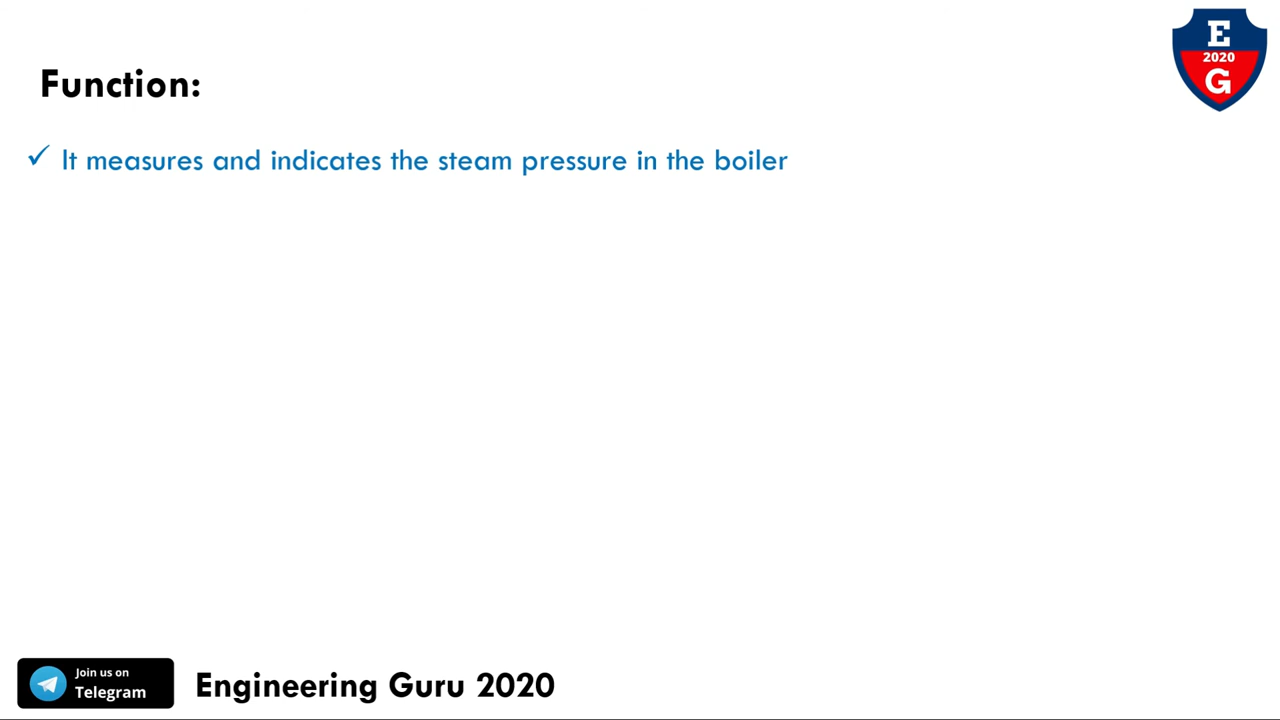 E
2020
G
Function:
✓ It measures and indicates the steam pressure in the boiler
Join us on
Telegram
Engineering Guru 2020